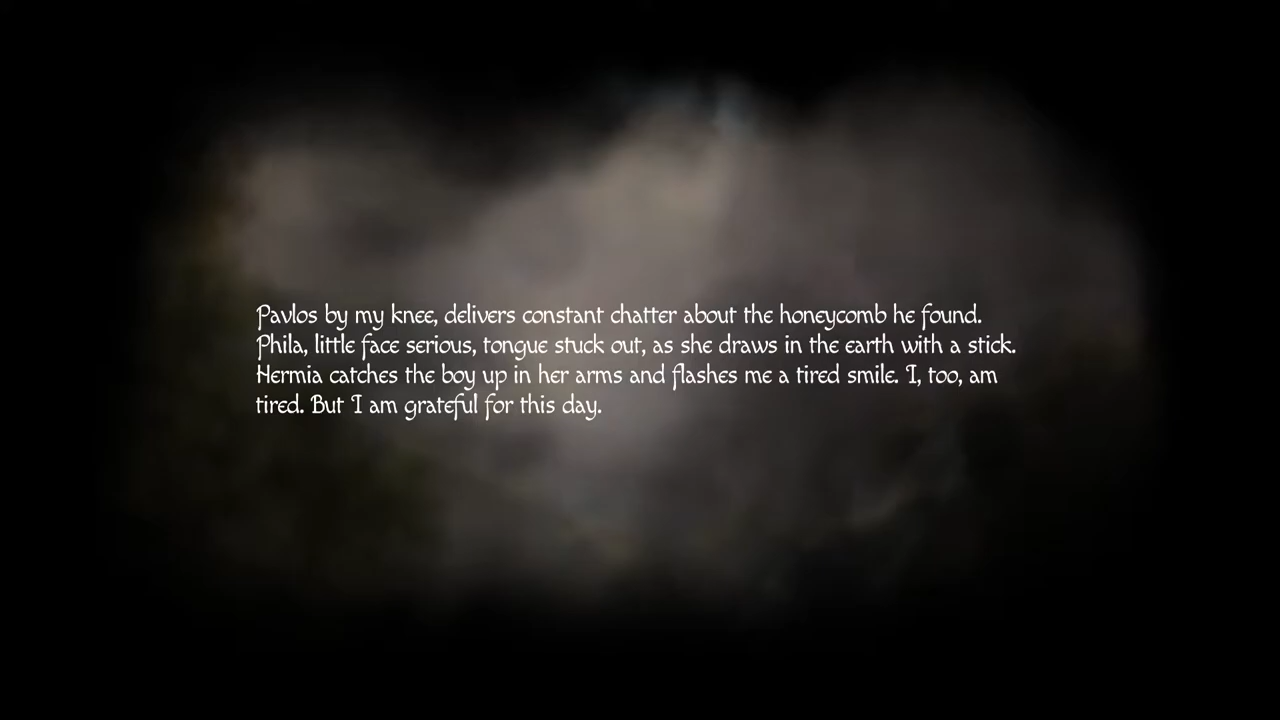 Pavlos by my knee, delivers constant chatter about the honeycomb he found.
Phila, little face serious, tongue stuck out, as she draws in the earth with a stick.
Hermia catches the boy up in her arms and flashes me a tired smile. I, too, am
tired. But I am grateful for this day.